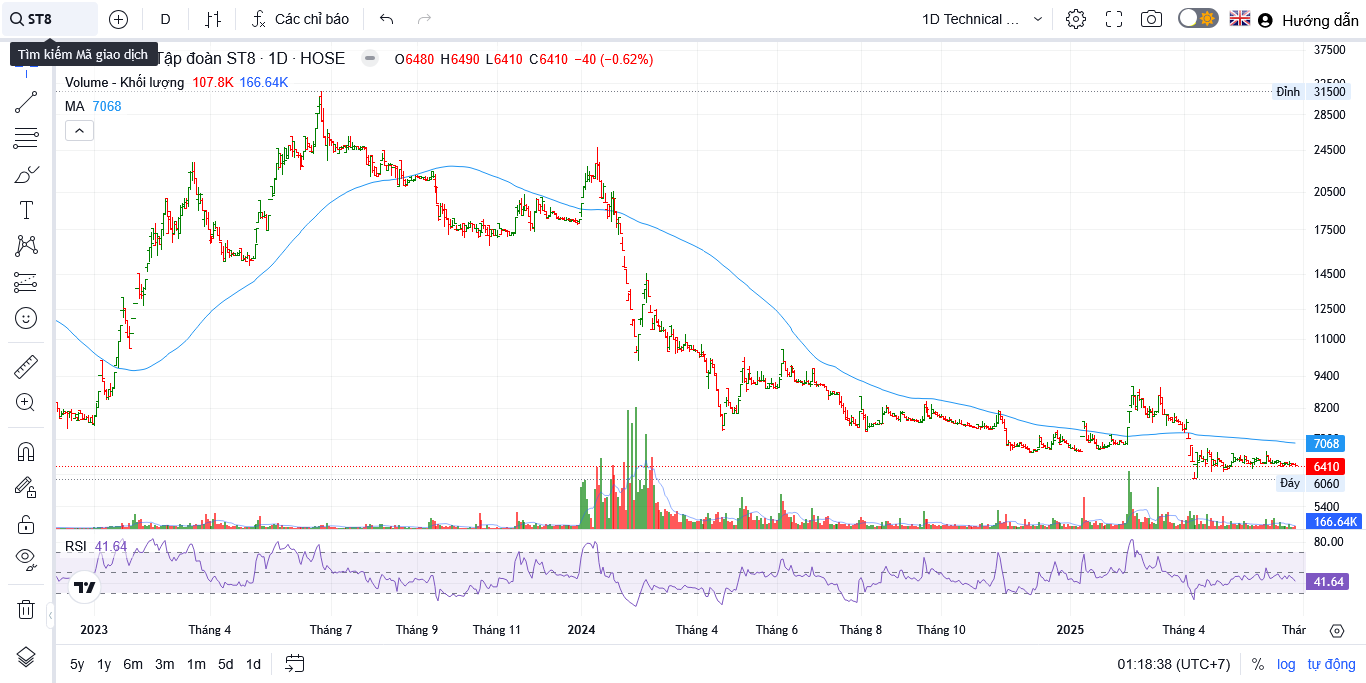 ST8
D
Các chỉ báo
1D Technical ...
Hướng dẫn
Tìm kiếm Mã giao dịch
Tập đoàn ST8 · 1D · HOSE
O6480 H6490 L6410 C6410 −40 (−0.62%)
Volume - Khối lượng 107.8K 166.64K
MA 7068
37500
Đỉnh 31500
28500
24500
20500
17500
14500
12500
11000
9400
8200
7068
6410
Đáy 6060
5400
166.64K
RSI 41.64
80.00
41.64
2023 Tháng 4 Tháng 7 Tháng 9 Tháng 11 2024 Tháng 4 Tháng 6 Tháng 8 Tháng 10 2025 Tháng 4 Thár
5y 1y 6m 3m 1m 5d 1d
01:18:38 (UTC+7) % log tự động